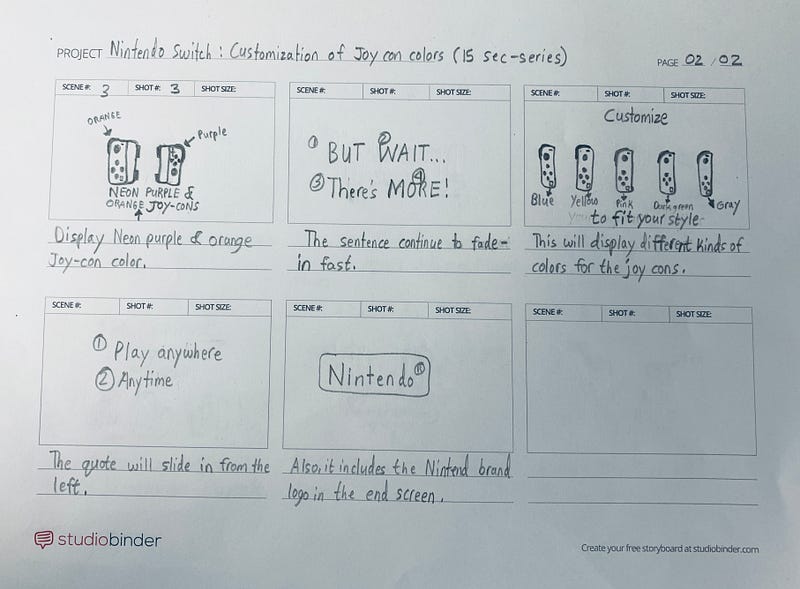 PROJECT Nintendo Switch : Customization of Joy con colors (15 sec-series)
PAGE 02 / 02
SCENE #: 3 SHOT #: 3 SHOT SIZE:
ORANGE
Purple
NEON PURPLE &
ORANGE JOY-CONS
Display Neon purple & orange
Joy-con color.
SCENE #: SHOT #: SHOT SIZE:
① BUT ② WAIT...
③ There's ④ MORE!
The sentence continue to fade-
in fast.
SCENE #: SHOT #: SHOT SIZE:
Customize
Blue Yellow Pink Dark green Gray
to fit your style
This will display different kinds of
colors for the joy cons.
SCENE #: SHOT #: SHOT SIZE:
① Play anywhere
② Anytime
The quote will slide in from the
left.
SCENE #: SHOT #: SHOT SIZE:
Nintendo®
Also, it includes the Nintend brand
logo in the end screen.
SCENE #: SHOT #: SHOT SIZE:
studiobinder
Create your free storyboard at studiobinder.com